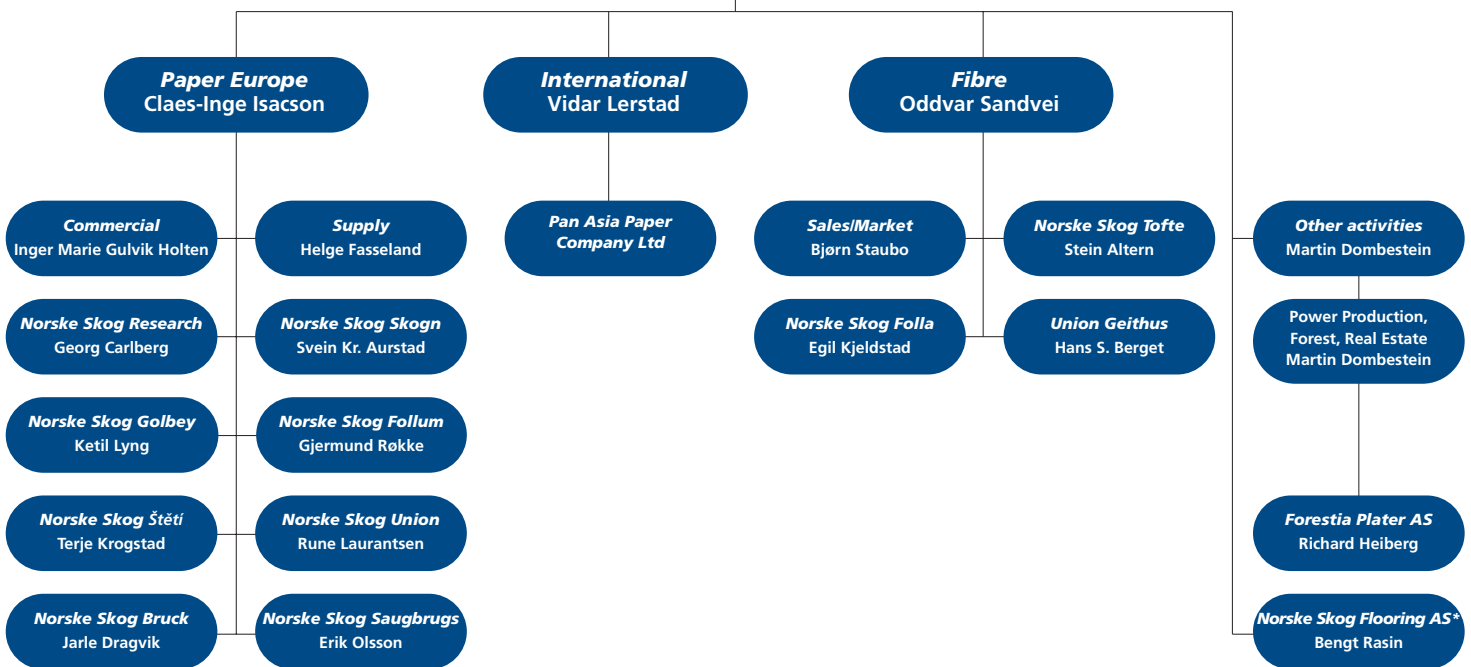 Paper Europe
Claes-Inge Isacson
International
Vidar Lerstad
Fibre
Oddvar Sandvei
Commercial
Inger Marie Gulvik Holten
Supply
Helge Fasseland
Pan Asia Paper
Company Ltd
Sales/Market
Bjørn Staubo
Norske Skog Tofte
Stein Altern
Other activities
Martin Dombestein
Norske Skog Research
Georg Carlberg
Norske Skog Skogn
Svein Kr. Aurstad
Norske Skog Folla
Egil Kjeldstad
Union Geithus
Hans S. Berget
Power Production,
Forest, Real Estate
Martin Dombestein
Norske Skog Golbey
Ketil Lyng
Norske Skog Follum
Gjermund Røkke
Norske Skog Štětí
Terje Krogstad
Norske Skog Union
Rune Laurantsen
Forestia Plater AS
Richard Heiberg
Norske Skog Bruck
Jarle Dragvik
Norske Skog Saugbrugs
Erik Olsson
Norske Skog Flooring AS*
Bengt Rasin